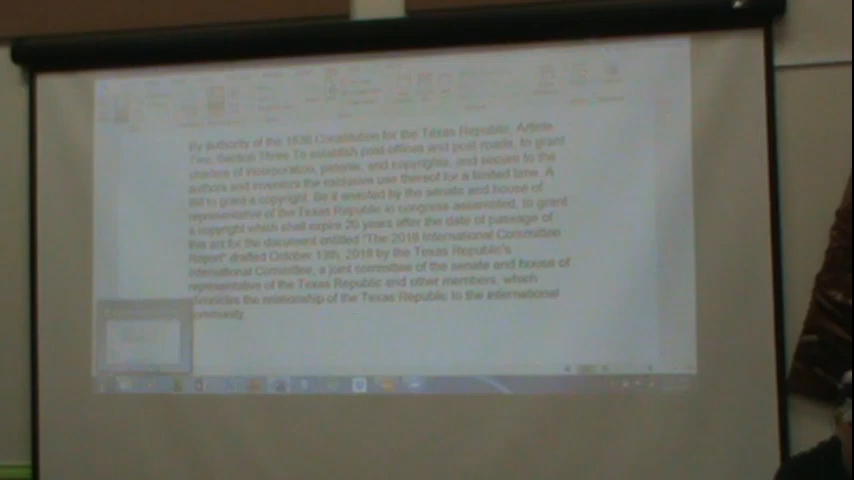 By authority of the 1836 Constitution for the Texas Republic, Article
Two, Section Three To establish post offices and post roads, to grant
charters of incorporation, patents, and copyrights, and secure to the
authors and inventors the exclusive use thereof for a limited time. A
Bill to grant a copyright. Be it enacted by the senate and house of
representative of the Texas Republic in congress assembled, to grant
a copyright which shall expire 20 years after the date of passage of
this act for the document entitled "The 2018 International Committee
Report" drafted October 13th, 2018 by the Texas Republic's
International Committee, a joint committee of the senate and house of
representative of the Texas Republic and other members, which
chronicles the relationship of the Texas Republic to the international
community.